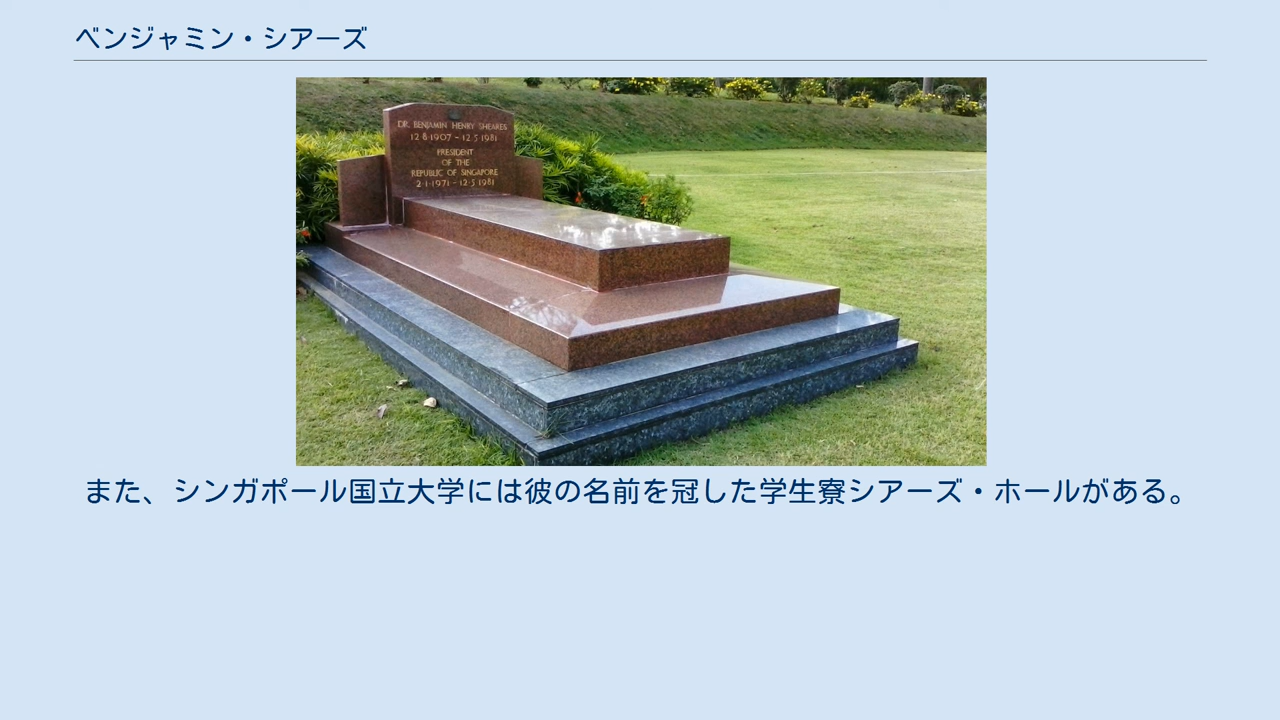 ベンジャミン・シアーズ
DR. BENJAMIN HENRY SHEARES
12·8·1907 - 12·5·1981
PRESIDENT
OF THE
REPUBLIC OF SINGAPORE
2·1·1971 - 12·5·1981
また、シンガポール国立大学には彼の名前を冠した学生寮シアーズ・ホールがある。